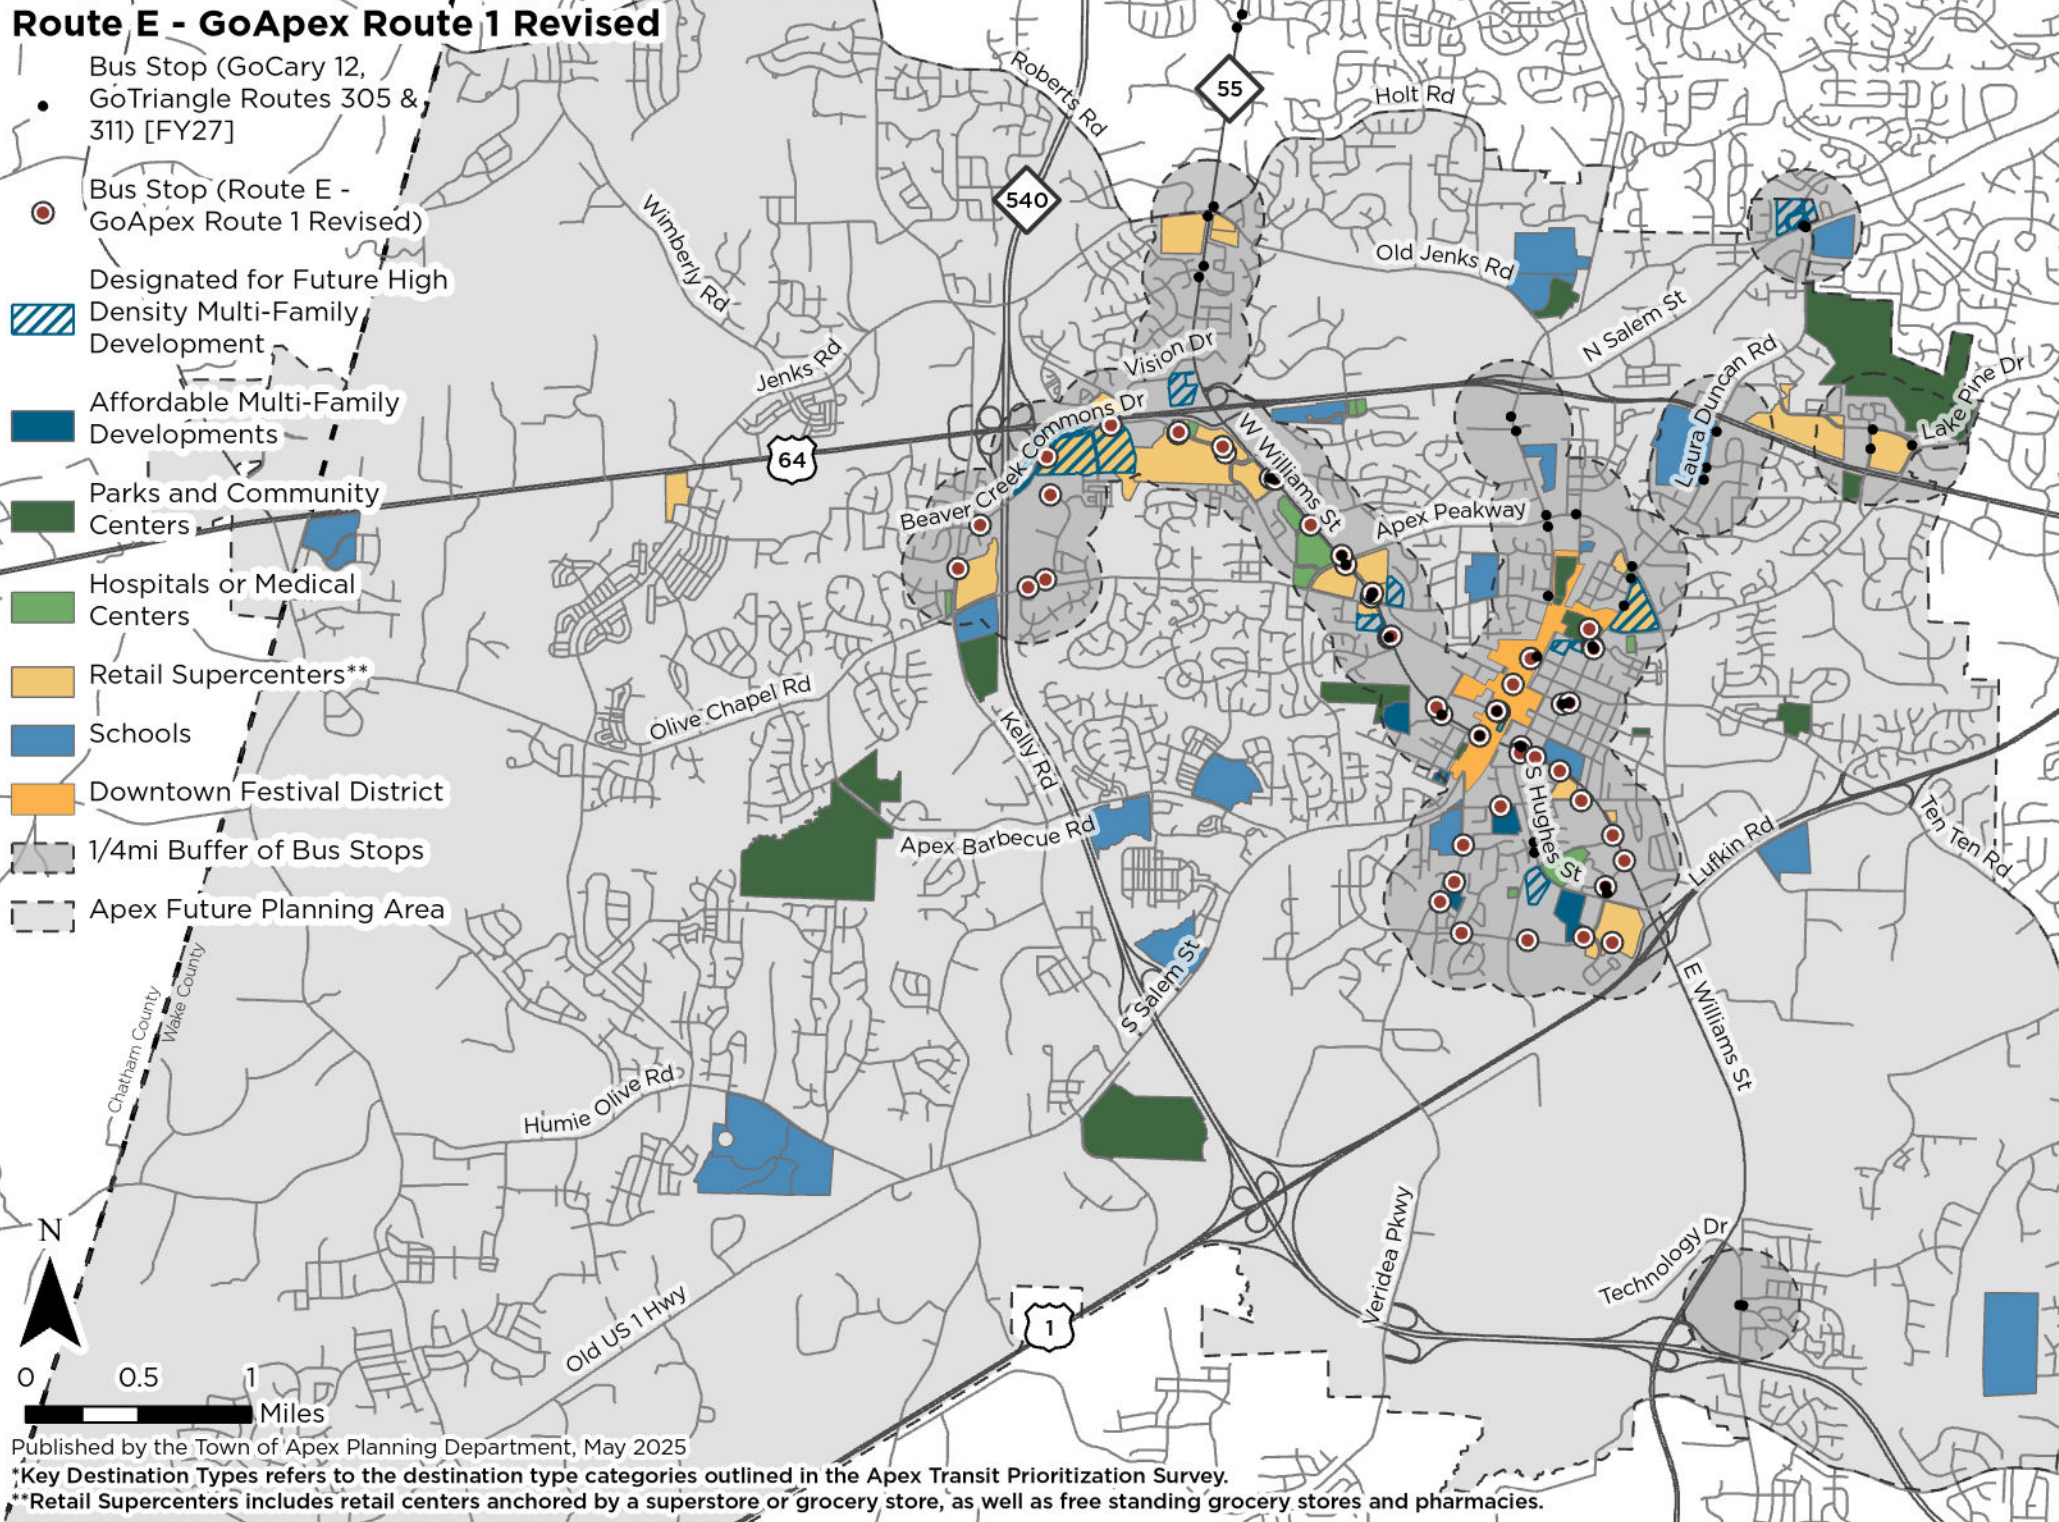 Route E - GoApex Route 1 Revised
Bus Stop (GoCary 12,
GoTriangle Routes 305 &
311) [FY27]
Bus Stop (Route E -
GoApex Route 1 Revised)
Designated for Future High
Density Multi-Family
Development
Affordable Multi-Family
Developments
Parks and Community
Centers
Hospitals or Medical
Centers
Retail Supercenters**
Schools
Downtown Festival District
1/4mi Buffer of Bus Stops
Apex Future Planning Area
Roberts Rd
55
Holt Rd
540
Wimberly Rd
Old Jenks Rd
N Salem St
Jenks Rd
Vision Dr
Laura Duncan Rd
Lake Pine Dr
64
Beaver Creek Commons Dr
W Williams St
Apex Peakway
Olive Chapel Rd
Kelly Rd
S Hughes St
Apex Barbecue Rd
Lufkin Rd
Ten Ten Rd
S Salem St
E Williams St
Chatham County
Wake County
Humie Olive Rd
Veridea Pkwy
Technology Dr
Old US 1 Hwy
1
N
0 0.5 1
Miles
Published by the Town of Apex Planning Department, May 2025
*Key Destination Types refers to the destination type categories outlined in the Apex Transit Prioritization Survey.
**Retail Supercenters includes retail centers anchored by a superstore or grocery store, as well as free standing grocery stores and pharmacies.